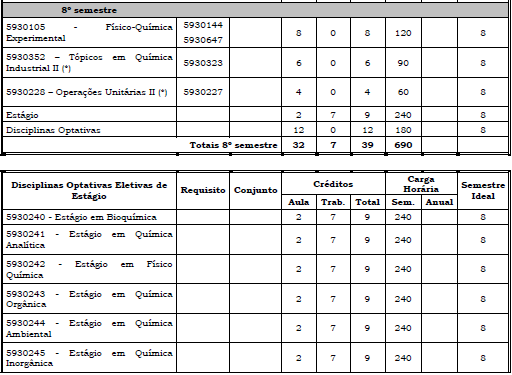 8º semestre
5930105 - Físico-Química Experimental 5930144 5930647 8 0 8 120 8
5930352 – Tópicos em Química Industrial II (*) 5930323 6 0 6 90 8
5930228 – Operações Unitárias II (*) 5930227 4 0 4 60 8
Estágio 2 7 9 240 8
Disciplinas Optativas 12 0 12 180 8
Totais 8º semestre 32 7 39 690
Disciplinas Optativas Eletivas de Estágio Requisito Conjunto Créditos Carga Horária Semestre Ideal
Aula Trab. Total Sem. Anual
5930240 - Estágio em Bioquímica 2 7 9 240 8
5930241 - Estágio em Química Analítica 2 7 9 240 8
5930242 - Estágio em Físico Química 2 7 9 240 8
5930243 - Estágio em Química Orgânica 2 7 9 240 8
5930244 - Estágio em Química Ambiental 2 7 9 240 8
5930245 - Estágio em Química Inorgânica 2 7 9 240 8